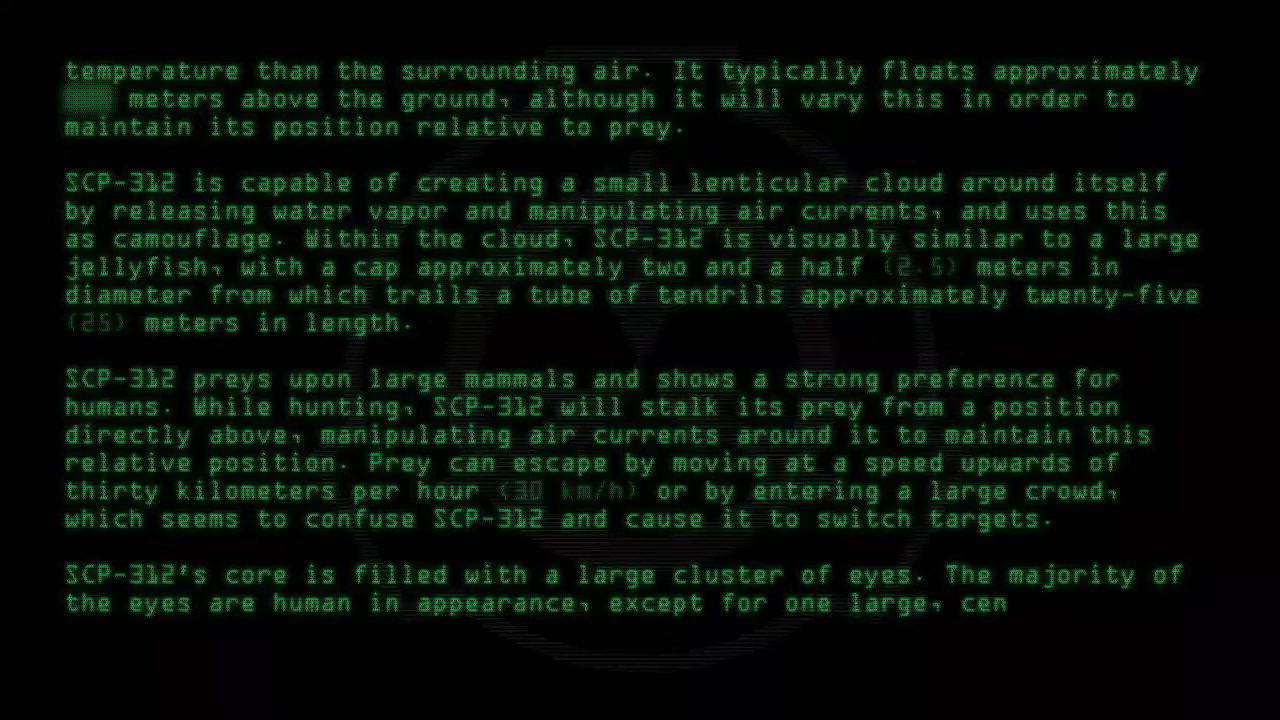 temperature than the surrounding air. It typically floats approximately
meters above the ground, although it will vary this in order to
maintain its position relative to prey.
SCP-312 is capable of creating a small lenticular cloud around itself
by releasing water vapor and manipulating air currents, and uses this
as camouflage. Within the cloud, SCP-312 is visually similar to a large
jellyfish, with a cap approximately two and a half (2.5) meters in
diameter from which trails a tube of tendrils approximately twenty-five
(25) meters in length.
SCP-312 preys upon large mammals and shows a strong preference for
humans. While hunting, SCP-312 will stalk its prey from a position
directly above, manipulating air currents around it to maintain this
relative position. Prey can escape by moving at a speed upwards of
thirty kilometers per hour (30 km/h) or by entering a large crowd,
which seems to confuse SCP-312 and cause it to switch targets.
SCP-312's core is filled with a large cluster of eyes. The majority of
the eyes are human in appearance, except for one large, cen